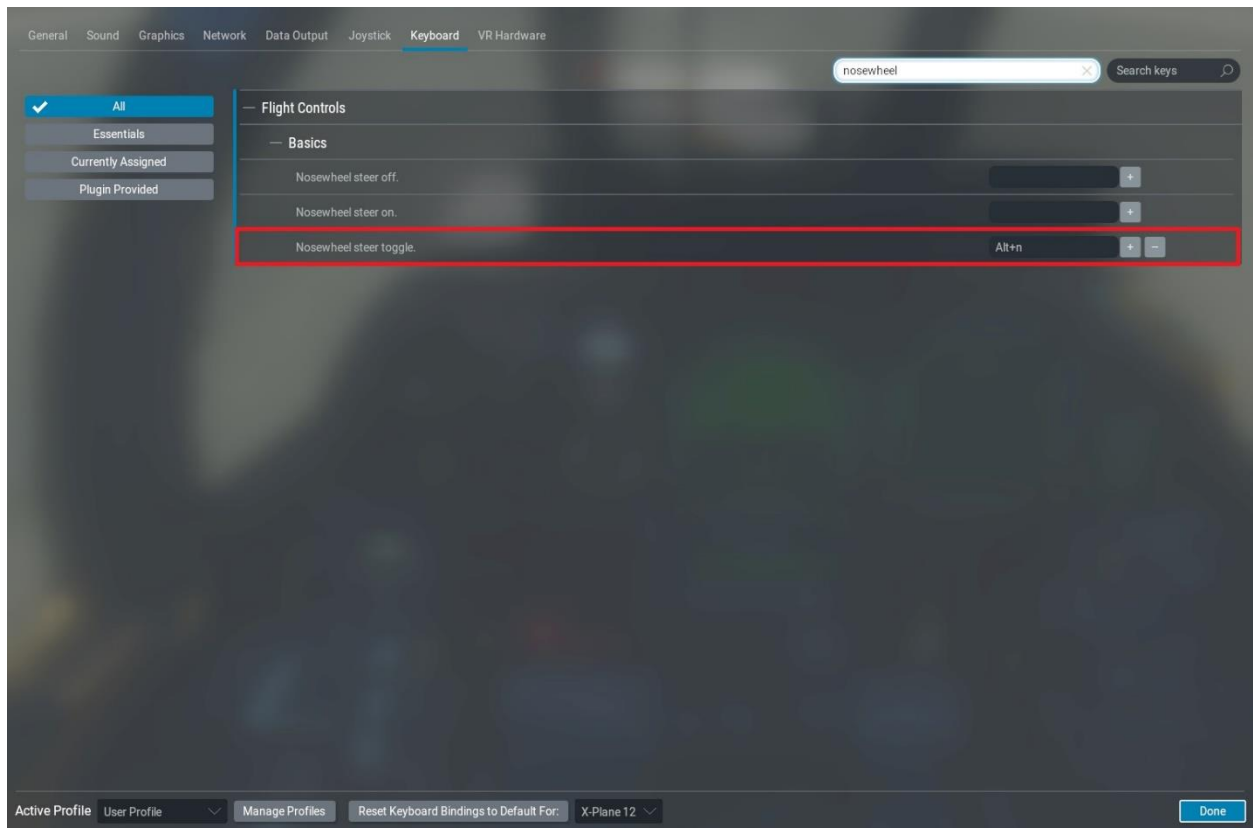 General Sound Graphics Network Data Output Joystick Keyboard VR Hardware
nosewheel Search keys
All
Essentials
Currently Assigned
Plugin Provided
Flight Controls
Basics
Nosewheel steer off. +
Nosewheel steer on. +
Nosewheel steer toggle. Alt+n + −
Active Profile User Profile Manage Profiles Reset Keyboard Bindings to Default For: X-Plane 12 Done